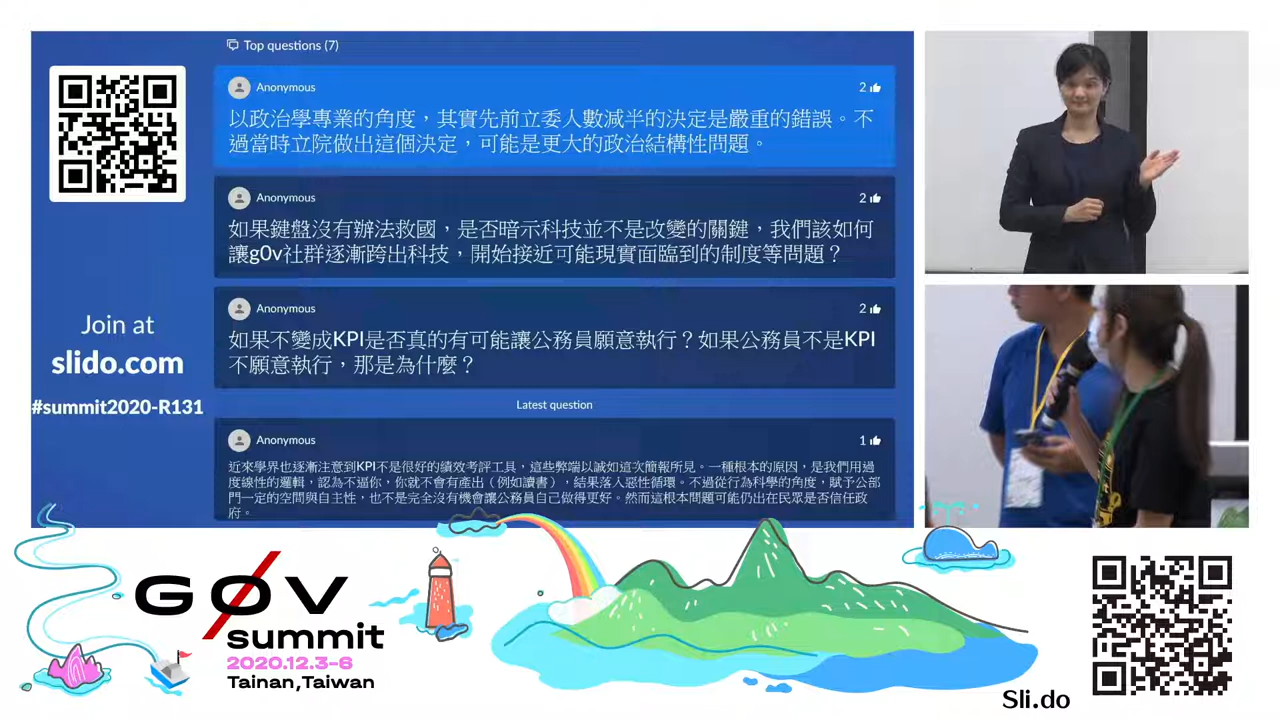 Top questions (7)
Anonymous
2
以政治學專業的角度，其實先前立委人數減半的決定是嚴重的錯誤。不
過當時立院做出這個決定，可能是更大的政治結構性問題。
Anonymous
2
如果鍵盤沒有辦法救國，是否暗示科技並不是改變的關鍵，我們該如何
讓g0v社群逐漸跨出科技，開始接近可能現實面臨到的制度等問題？
Anonymous
2
如果不變成KPI是否真的有可能讓公務員願意執行？如果公務員不是KPI
不願意執行，那是為什麼？
Latest question
Anonymous
1
近來學界也逐漸注意到KPI不是很好的績效考評工具，這些弊端以誠如這次簡報所見。一種根本的原因，是我們用過
度線性的邏輯，認為不逼你，你就不會有產出（例如讀書），結果落入惡性循環。不過從行為科學的角度，賦予公部
門一定的空間與自主性，也不是完全沒有機會讓公務員自己做得更好。然而這根本問題可能仍出在民眾是否信任政
府。
Join at
slido.com
#summit2020-R131
G0V
summit
2020.12.3-6
Tainan,Taiwan
Sli.do